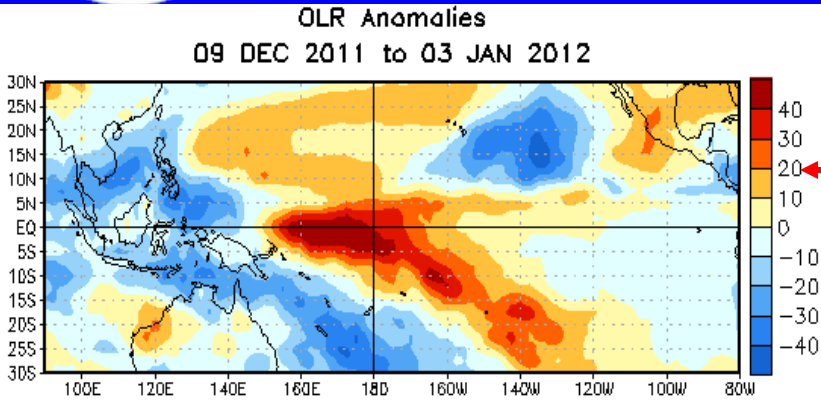 OLR Anomalies
09 DEC 2011 to 03 JAN 2012
30N
25N
20N
15N
10N
5N
EQ
5S
10S
15S
20S
25S
30S
100E 120E 140E 160E 180 160W 140W 120W 100W 80W
40
30
20
10
0
-10
-20
-30
-40